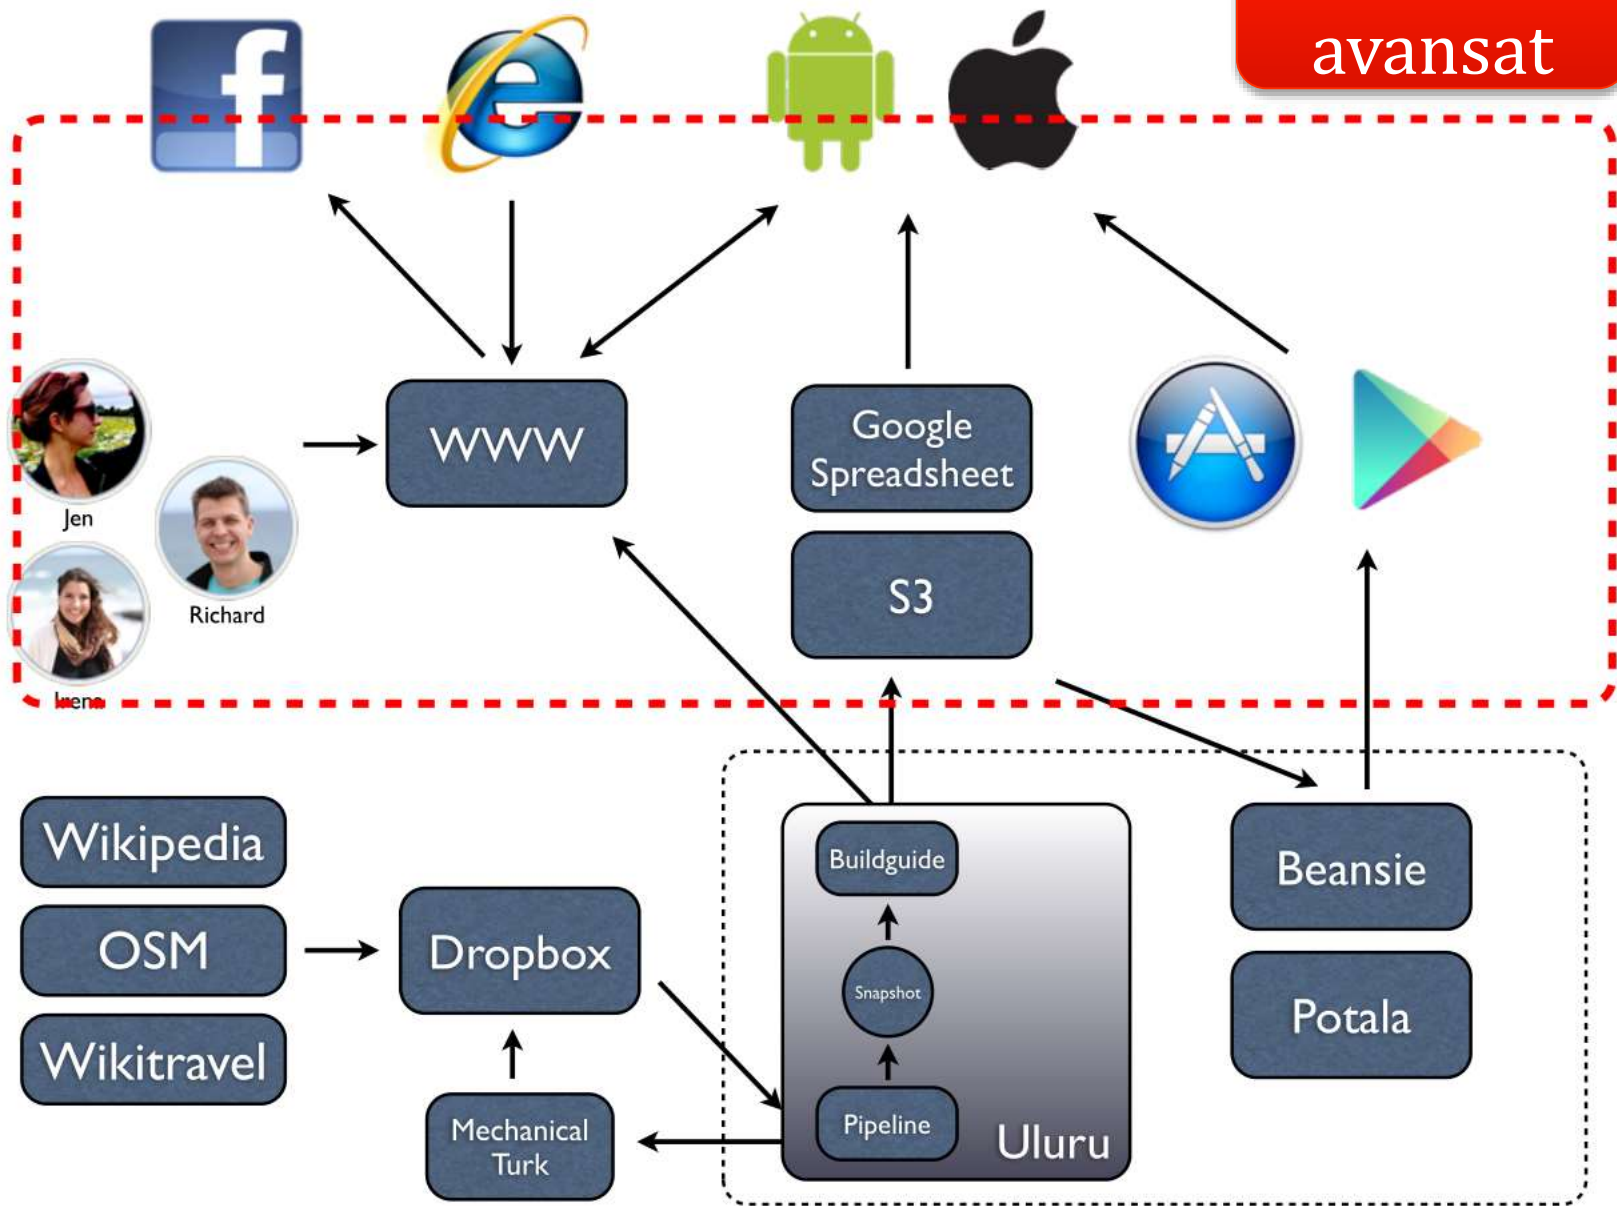 avansat
WWW
Google
Spreadsheet
Jen
S3
Richard
Irena
Wikipedia
Buildguide
Beansie
OSM
Dropbox
Snapshot
Potala
Wikitravel
Mechanical
Turk
Pipeline
Uluru